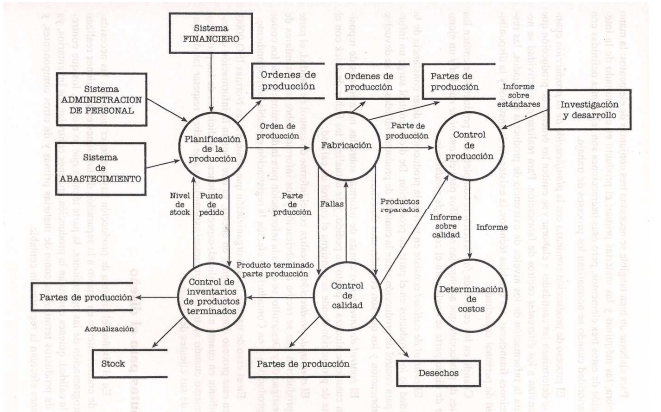 Sistema
FINANCIERO
Sistema
ADMINISTRACION
DE PERSONAL
Sistema
de
ABASTECIMIENTO
Ordenes de
producción
Ordenes de
producción
Partes de
producción
Informe
sobre
estándares
Investigación
y desarrollo
Planificación
de la
producción
Orden de
producción
Fabricación
Parte de
producción
Control
de
producción
Nivel
de
stock
Punto
de
pedido
Parte
de
prducción
Fallas
Productos
reparados
Informe
sobre
calidad
Informe
Producto terminado
parte producción
Control de
inventarios
de productos
terminados
Control
de
calidad
Determinación
de
costos
Partes de producción
Actualización
Stock
Partes de producción
Desechos